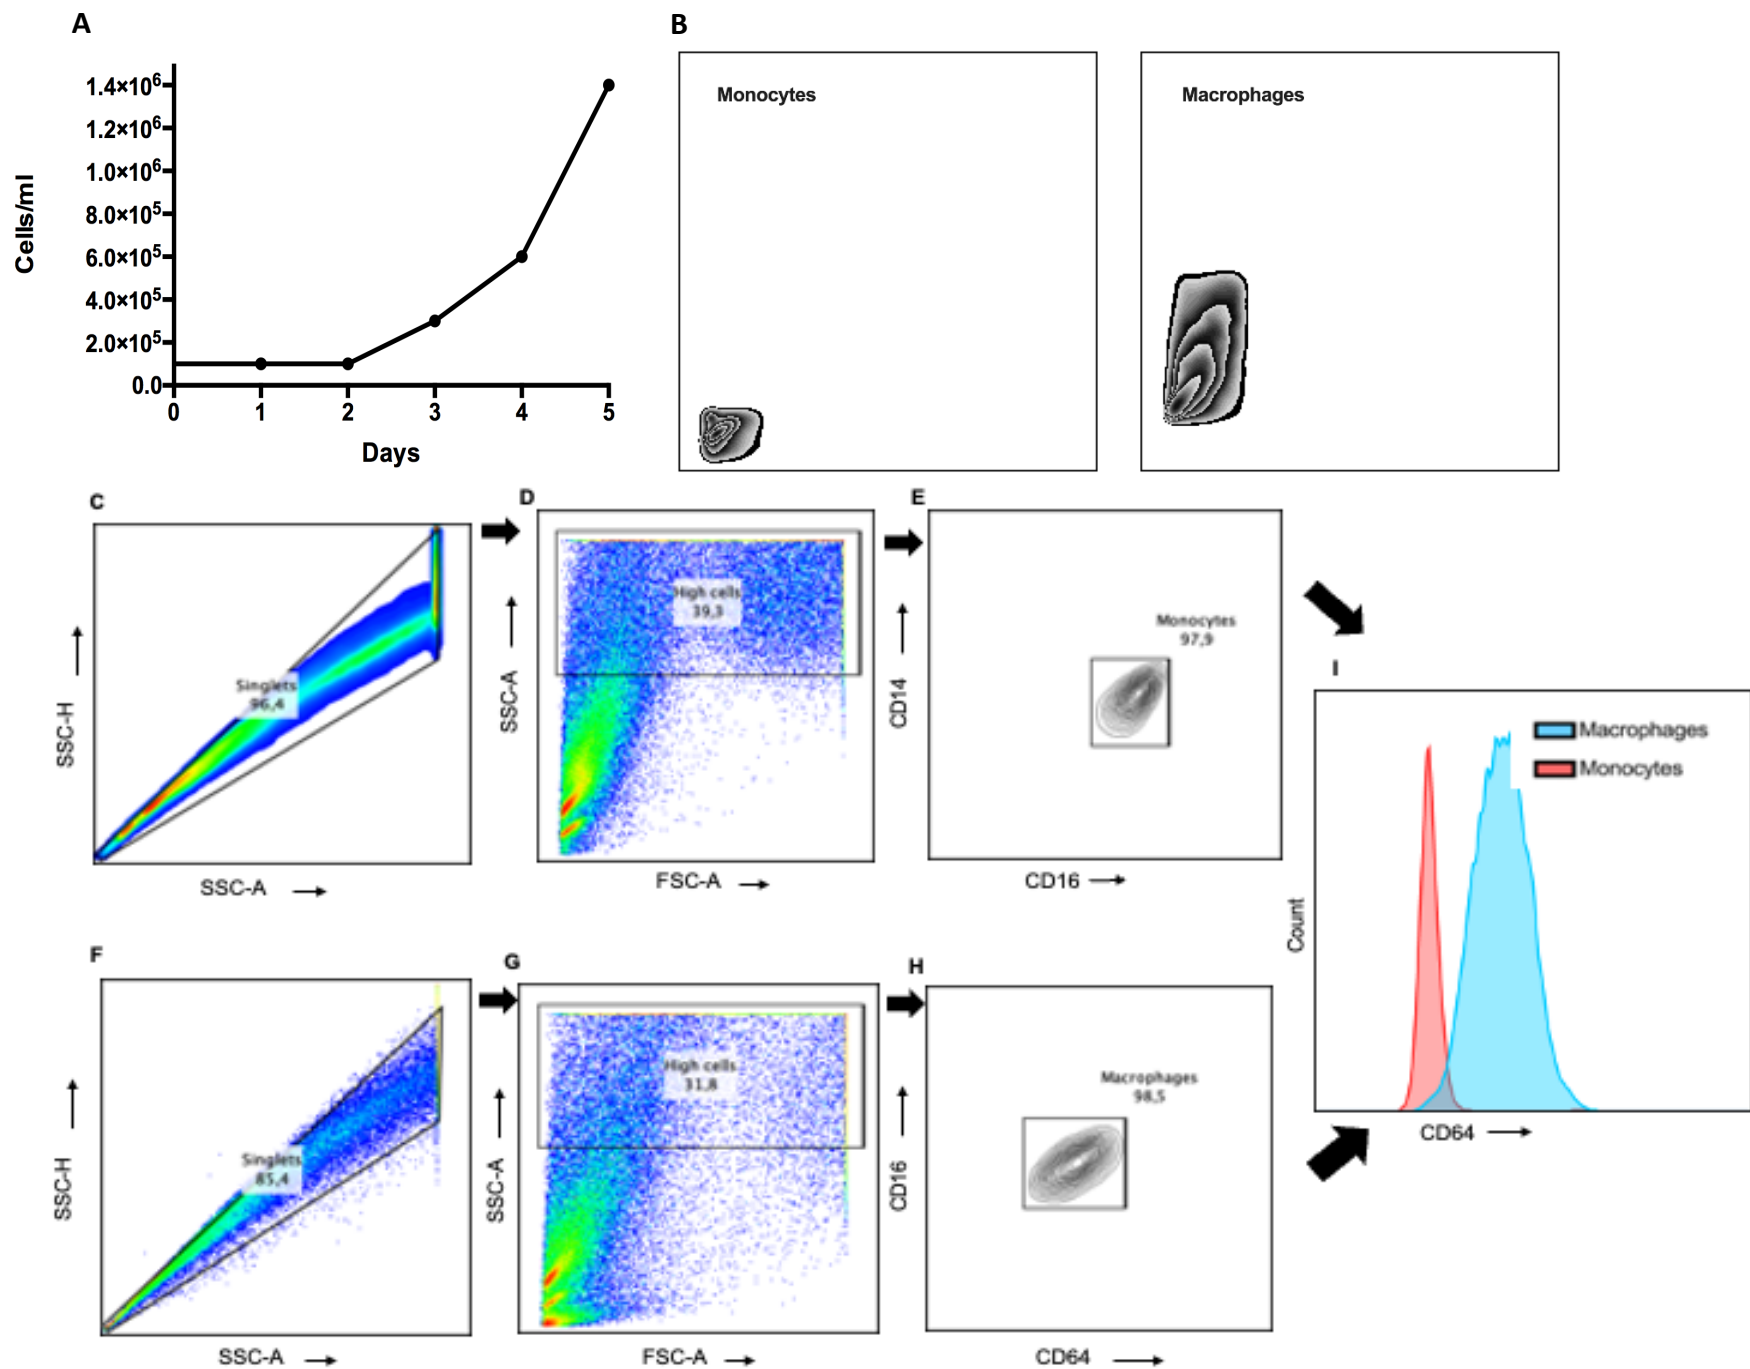 A
Cells/ml
1.4×10⁶
1.2×10⁶
1.0×10⁶
8.0×10⁵
6.0×10⁵
4.0×10⁵
2.0×10⁵
0.0
0 1 2 3 4 5
Days
B
Monocytes
Macrophages
C
SSC-H
Singlets
96,4
SSC-A
D
SSC-A
High cells
39,3
FSC-A
E
CD14
Monocytes
97,9
CD16
F
SSC-H
Singlets
85,4
SSC-A
G
SSC-A
High cells
31,8
FSC-A
H
CD16
Macrophages
98,5
CD64
I
Count
Macrophages
Monocytes
CD64